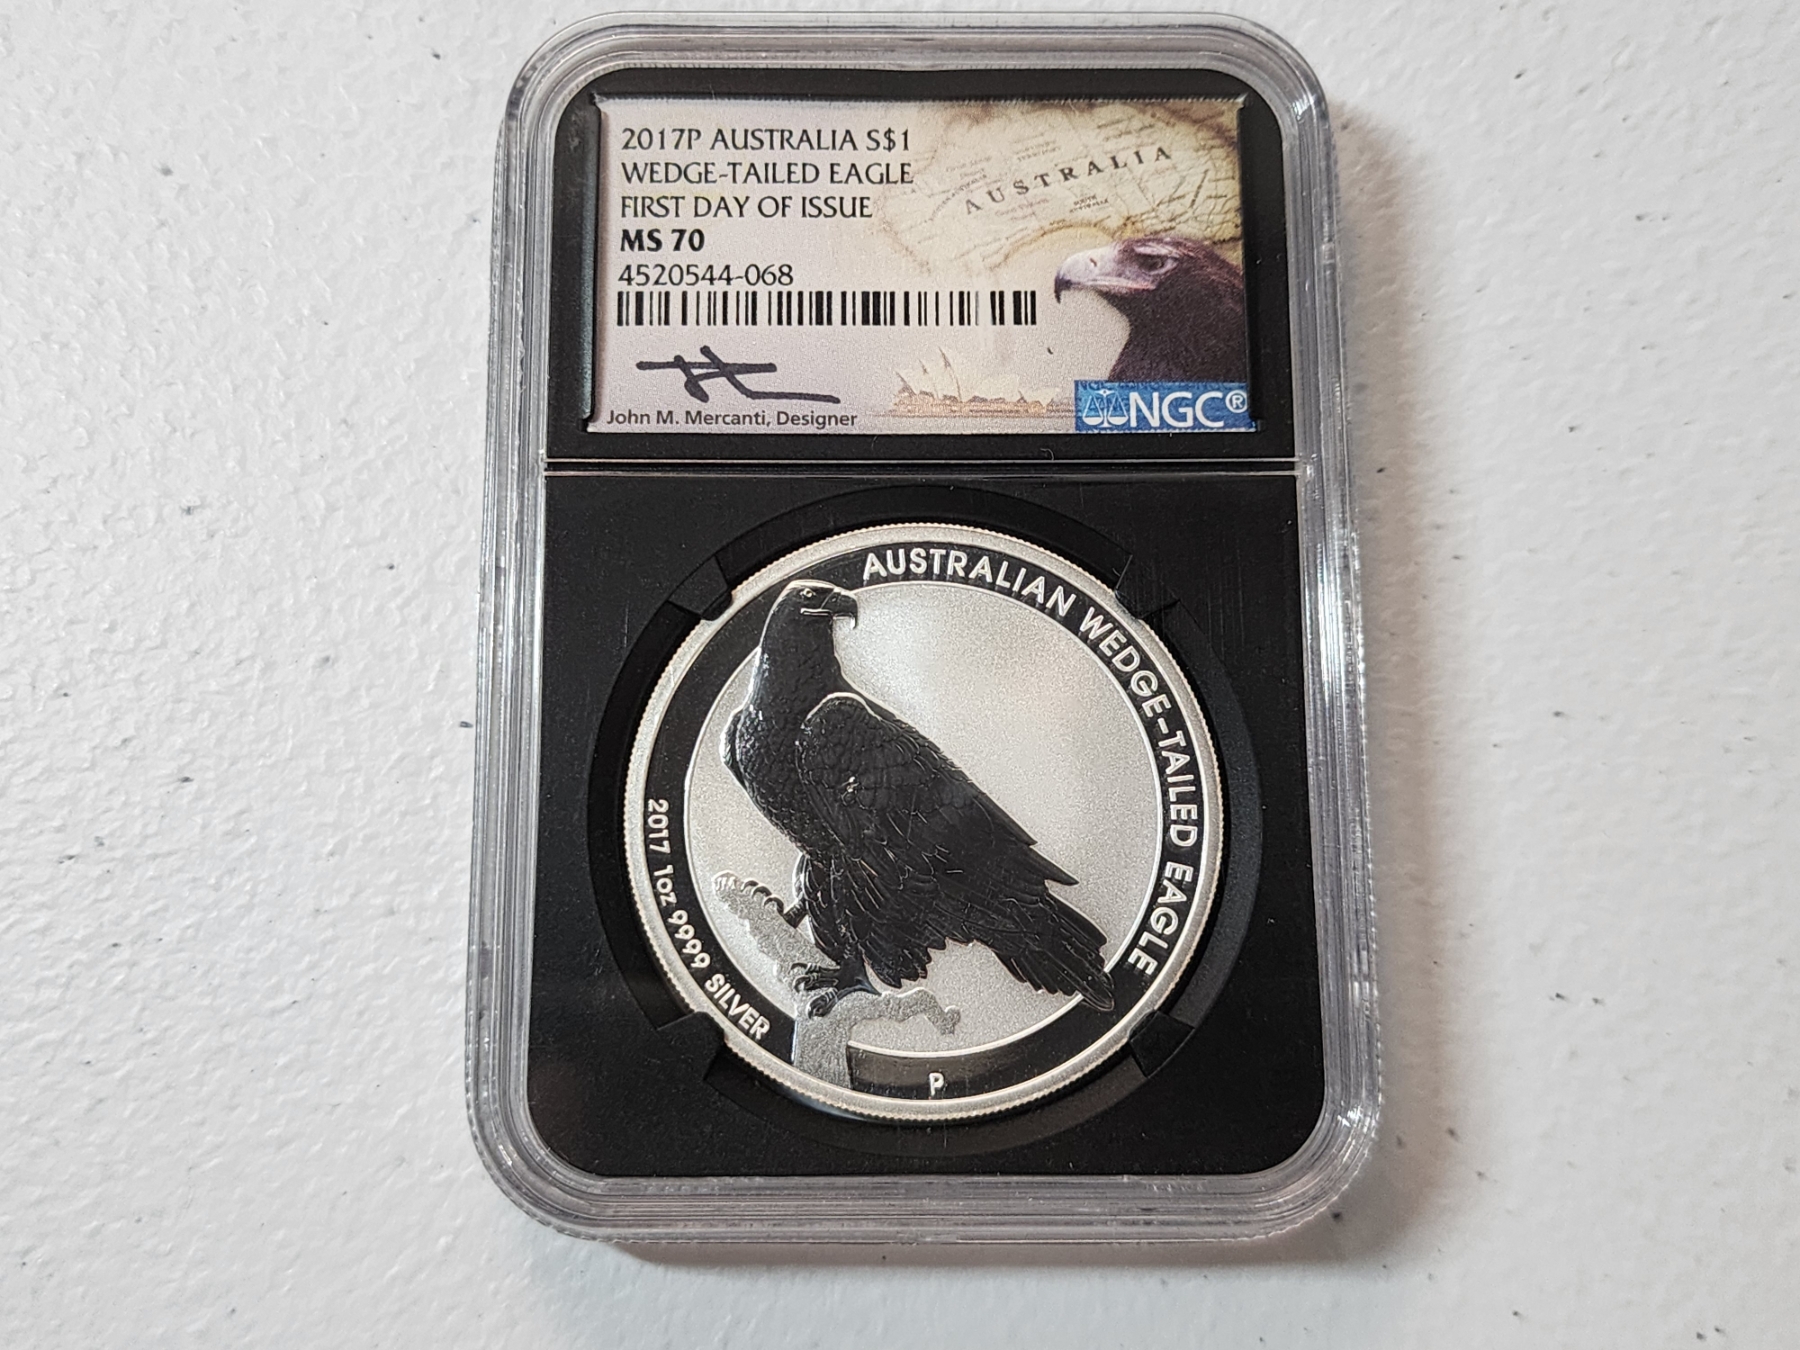 2017P AUSTRALIA S$1
WEDGE-TAILED EAGLE
FIRST DAY OF ISSUE
MS 70
4520544-068
AUSTRALIA
John M. Mercanti, Designer
NGC®
AUSTRALIAN WEDGE-TAILED EAGLE
2017 1oz 9999 SILVER
P